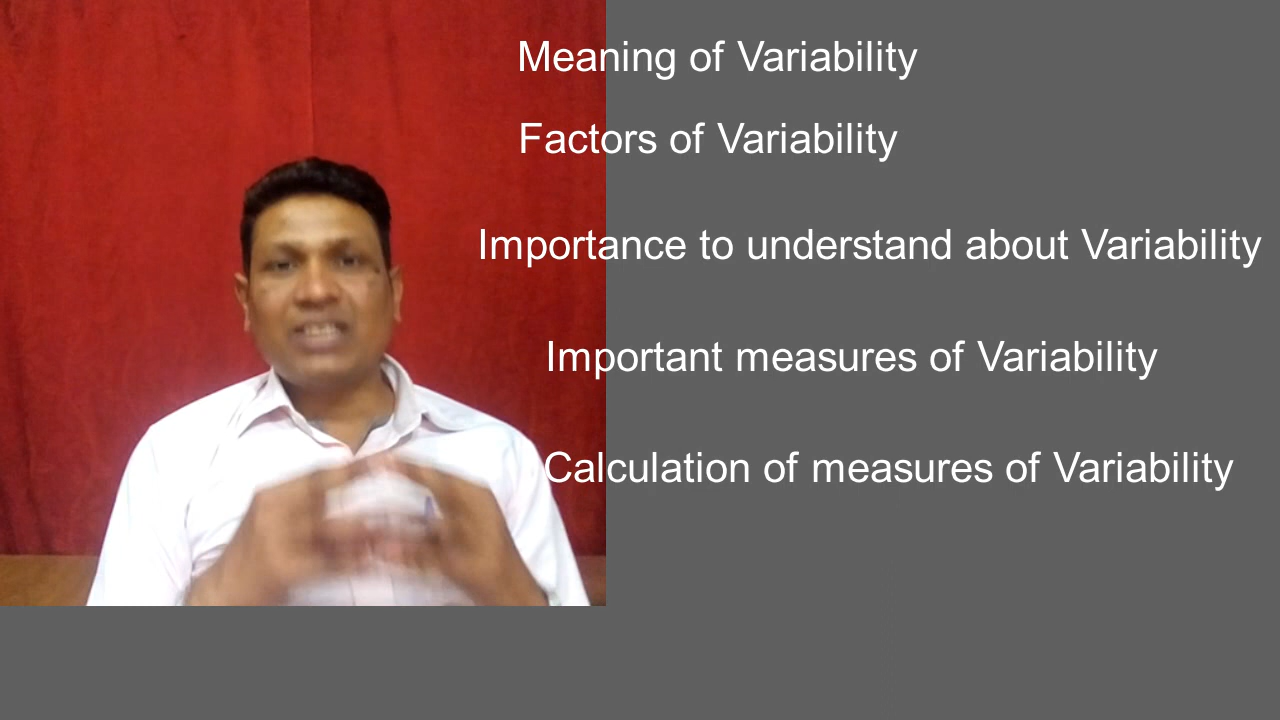 Meaning of Variability
Factors of Variability
Importance to understand about Variability
Important measures of Variability
Calculation of measures of Variability